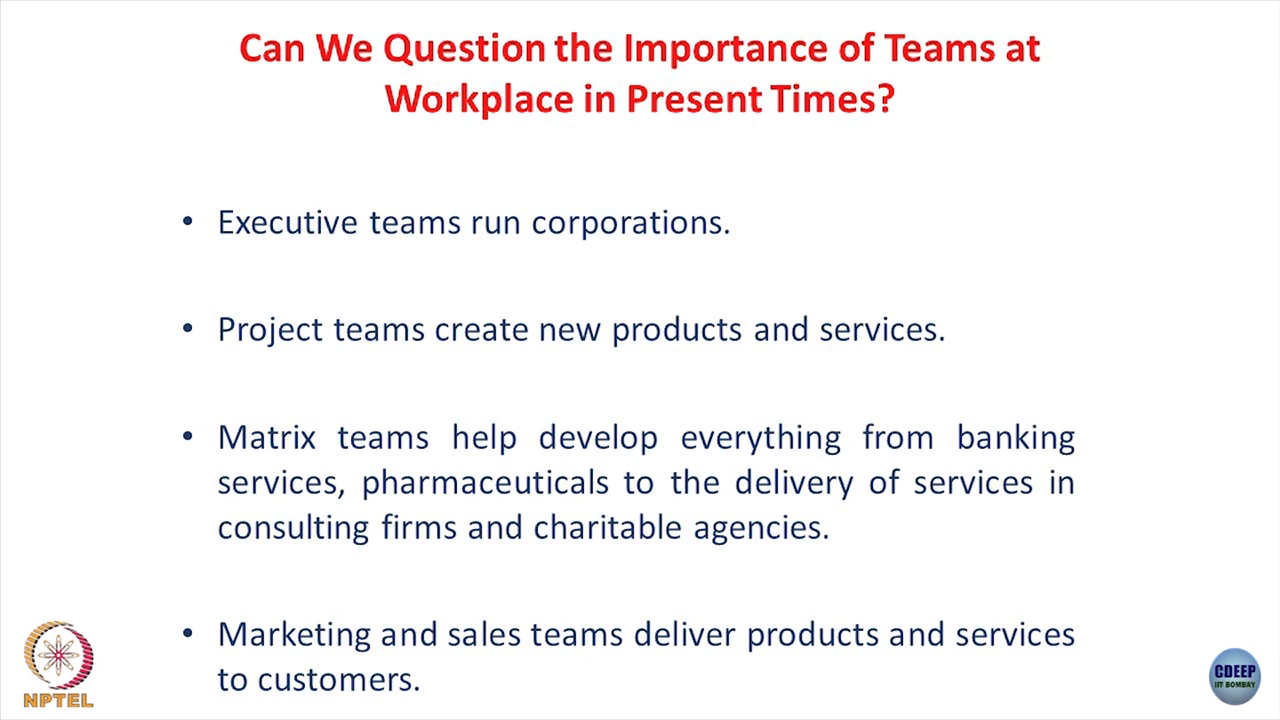 Can We Question the Importance of Teams at
Workplace in Present Times?
• Executive teams run corporations.
• Project teams create new products and services.
• Matrix teams help develop everything from banking
services, pharmaceuticals to the delivery of services in
consulting firms and charitable agencies.
• Marketing and sales teams deliver products and services
to customers.
NPTEL
CDEEP
IIT BOMBAY